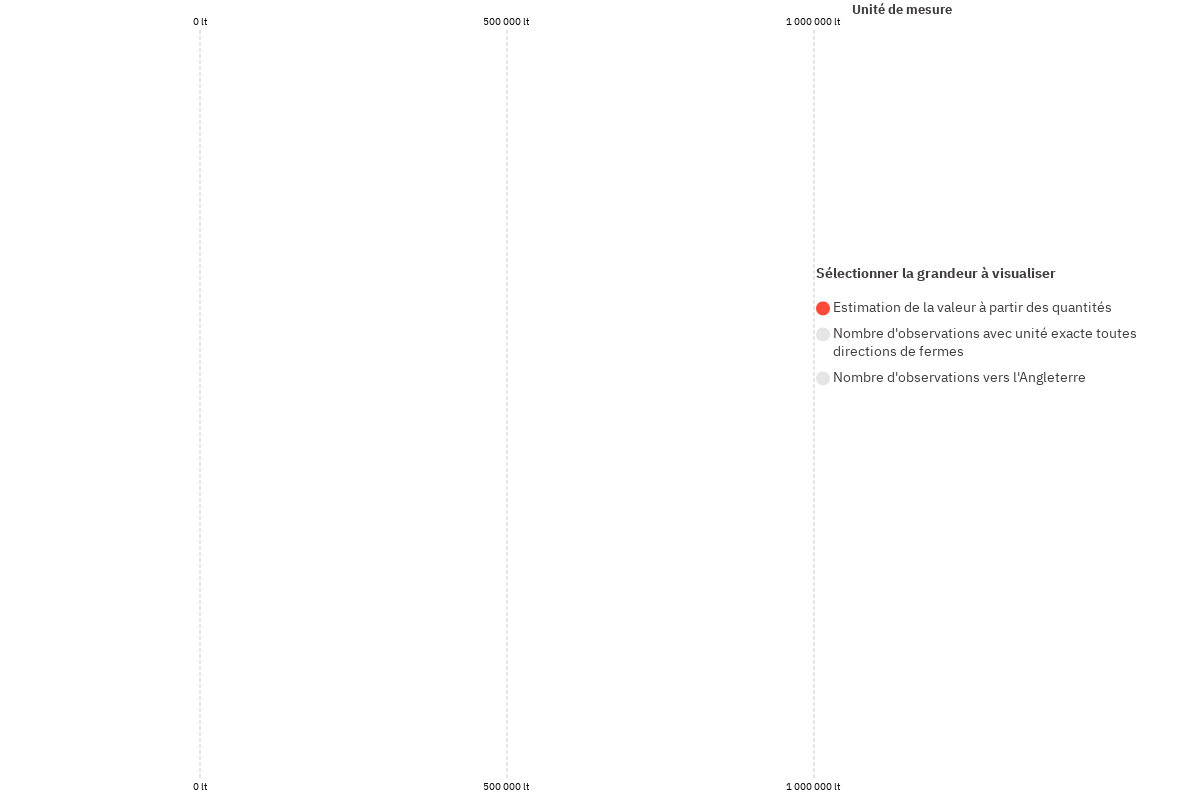 Unité de mesure
0 lt
500 000 lt
1 000 000 lt
Sélectionner la grandeur à visualiser
Estimation de la valeur à partir des quantités
Nombre d'observations avec unité exacte toutes
directions de fermes
Nombre d'observations vers l'Angleterre
0 lt
500 000 lt
1 000 000 lt